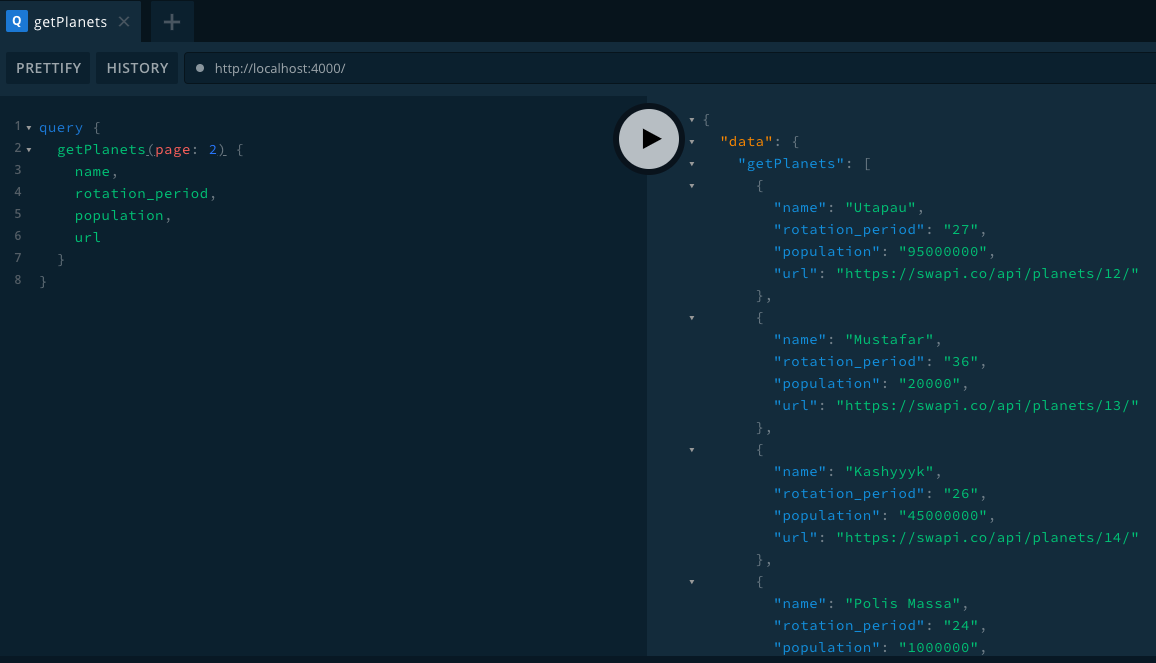 Q getPlanets ×
+
PRETTIFY HISTORY http://localhost:4000/
1 query {
2 getPlanets(page: 2) {
3 name,
4 rotation_period,
5 population,
6 url
7 }
8 }
{
"data": {
"getPlanets": [
{
"name": "Utapau",
"rotation_period": "27",
"population": "95000000",
"url": "https://swapi.co/api/planets/12/"
},
{
"name": "Mustafar",
"rotation_period": "36",
"population": "20000",
"url": "https://swapi.co/api/planets/13/"
},
{
"name": "Kashyyyk",
"rotation_period": "26",
"population": "45000000",
"url": "https://swapi.co/api/planets/14/"
},
{
"name": "Polis Massa",
"rotation_period": "24",
"population": "1000000",